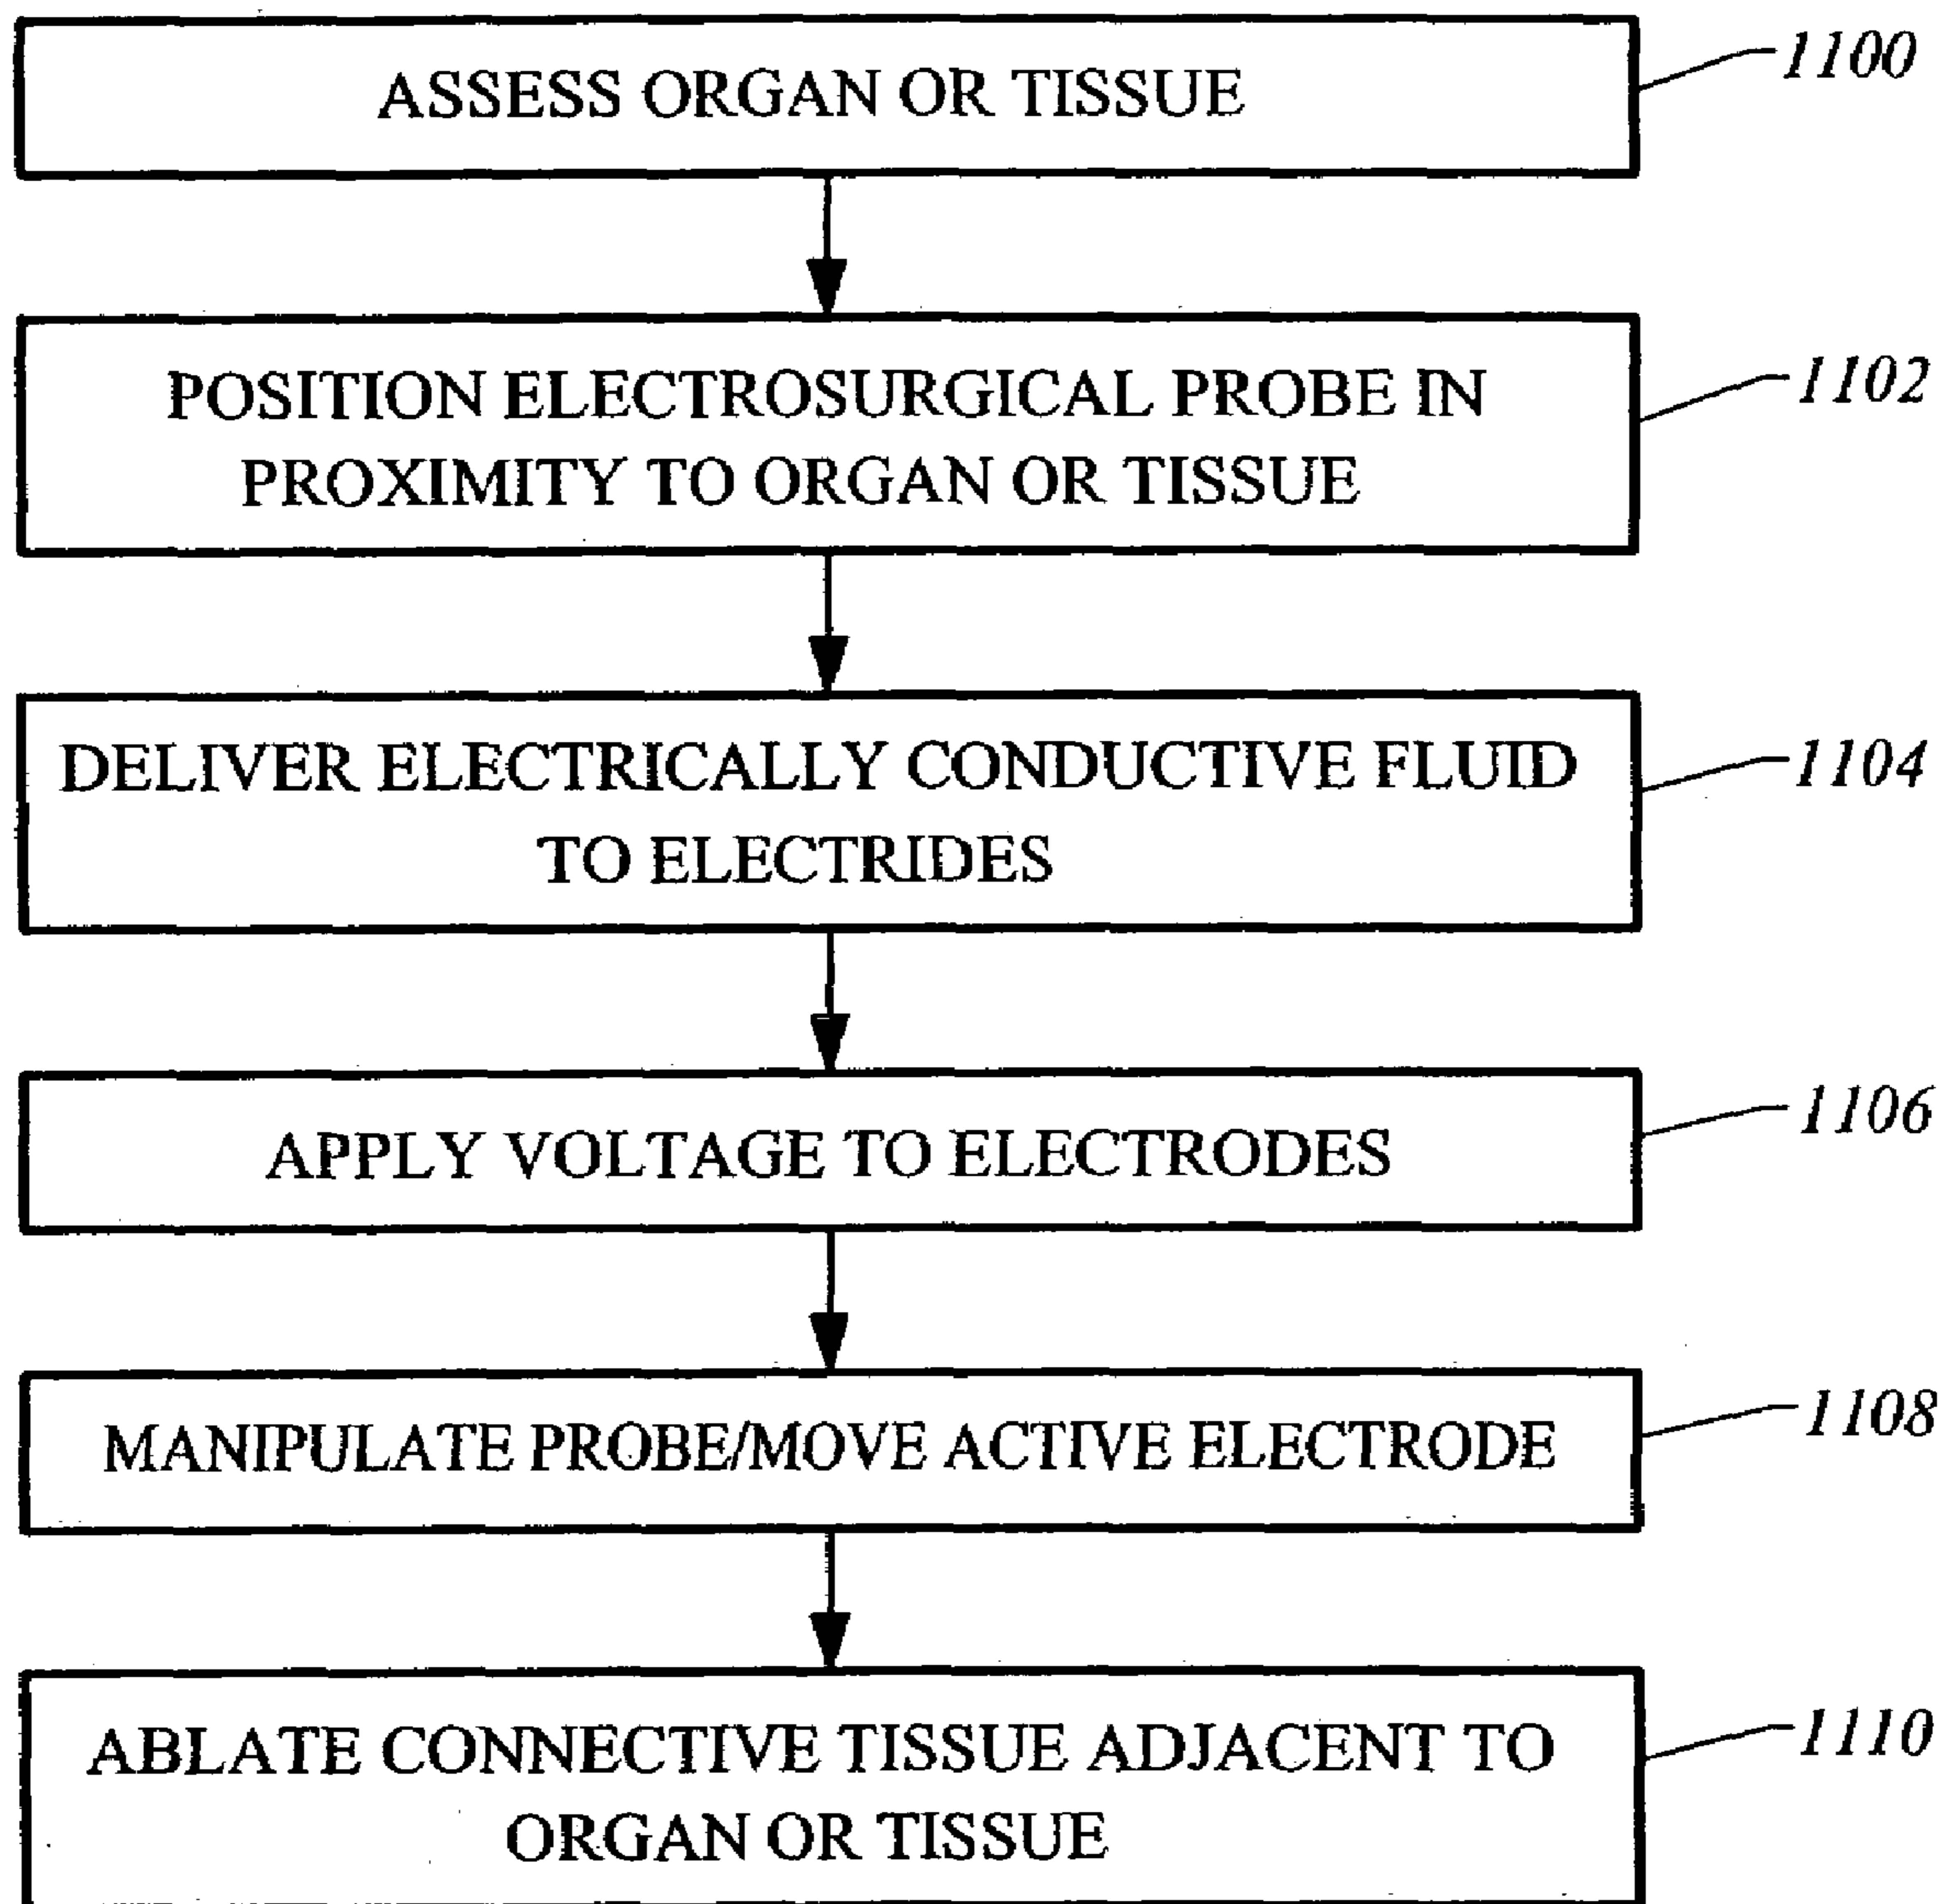 ASSESS ORGAN OR TISSUE
1100
POSITION ELECTROSURGICAL PROBE IN
PROXIMITY TO ORGAN OR TISSUE
1102
DELIVER ELECTRICALLY CONDUCTIVE FLUID
TO ELECTRIDES
1104
APPLY VOLTAGE TO ELECTRODES
1106
MANIPULATE PROBE/MOVE ACTIVE ELECTRODE
1108
ABLATE CONNECTIVE TISSUE ADJACENT TO
ORGAN OR TISSUE
1110